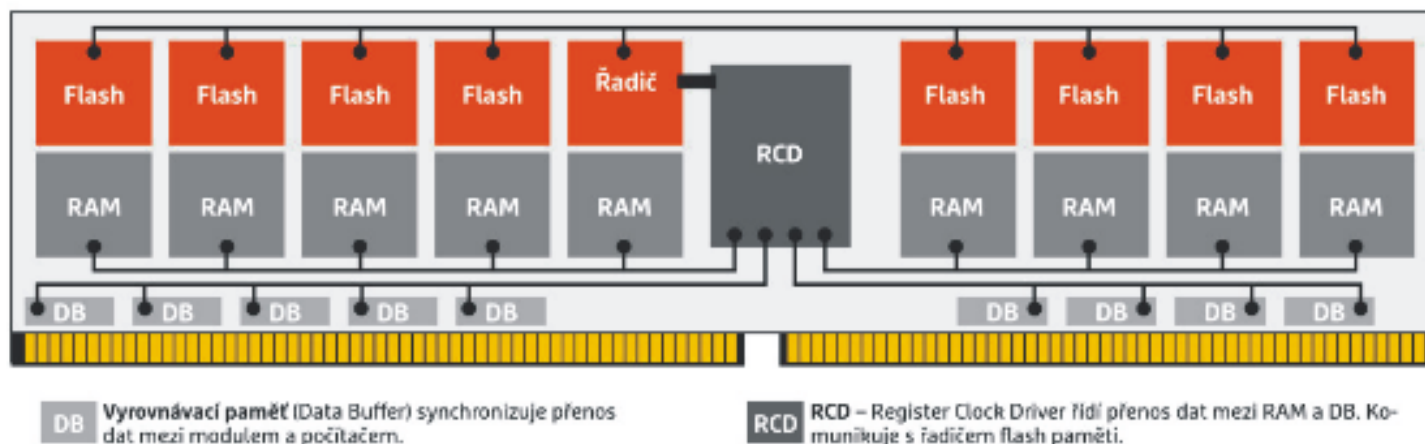 Flash Flash Flash Flash Řadič Flash Flash Flash Flash
RCD
RAM RAM RAM RAM RAM RAM RAM RAM RAM
DB DB DB DB DB DB DB DB DB
DB Vyrovnávací paměť (Data Buffer) synchronizuje přenos
dat mezi modulem a počítačem.
RCD RCD – Register Clock Driver řídí přenos dat mezi RAM a DB. Ko-
munikuje s řadičem flash paměti.